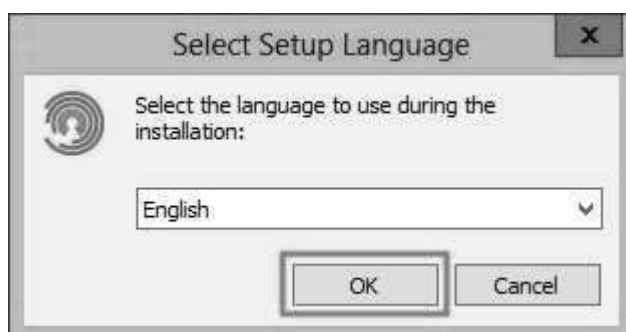 Select Setup Language
x
Select the language to use during the
installation:
English
OK
Cancel